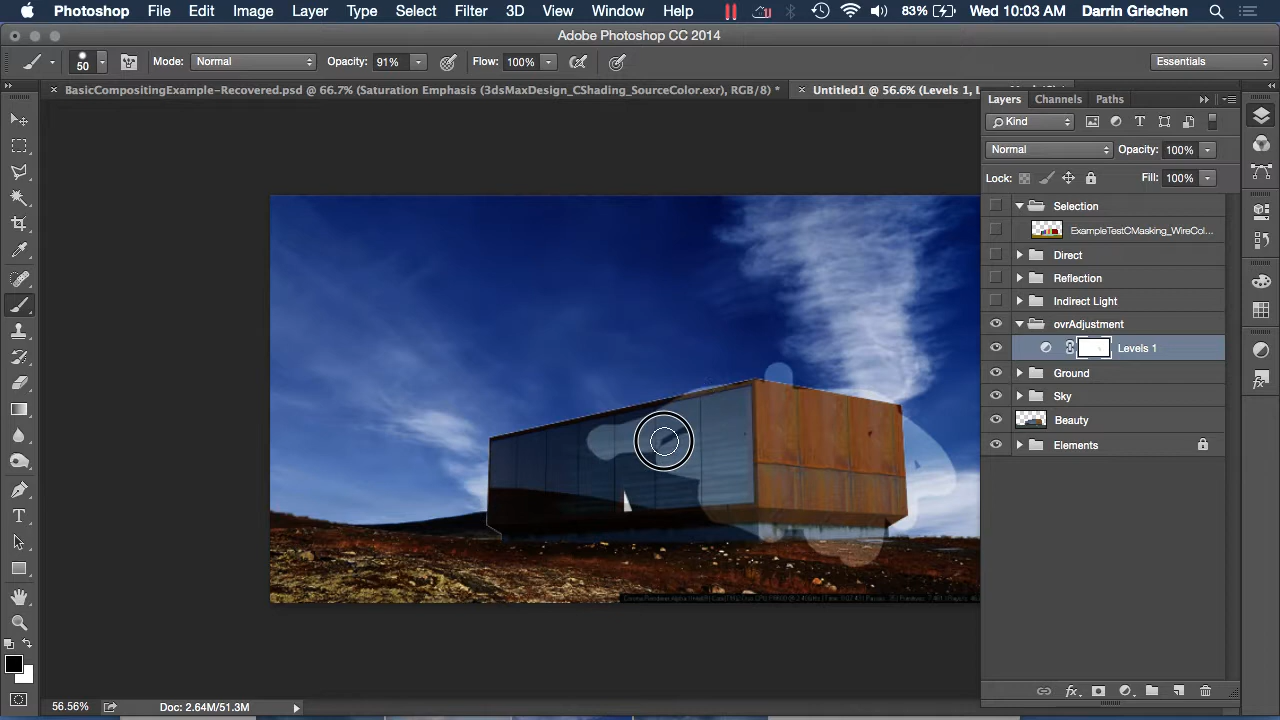 Photoshop File Edit Image Layer Type Select Filter 3D View Window Help 83% Wed 10:03 AM Darrin Griechen
Adobe Photoshop CC 2014
50 Mode: Normal Opacity: 91% Flow: 100% Essentials
BasicCompositingExample-Recovered.psd @ 66.7% (Saturation Emphasis (3dsMaxDesign_CShading_SourceColor.exr), RGB/8) * Untitled1 @ 56.6% (Levels 1, L
Layers Channels Paths
Kind
Normal Opacity: 100%
Lock: Fill: 100%
Selection
ExampleTestCMasking_WireCol...
Direct
Reflection
Indirect Light
ovrAdjustment
Levels 1
Ground
Sky
Beauty
Elements
56.56% Doc: 2.64M/51.3M